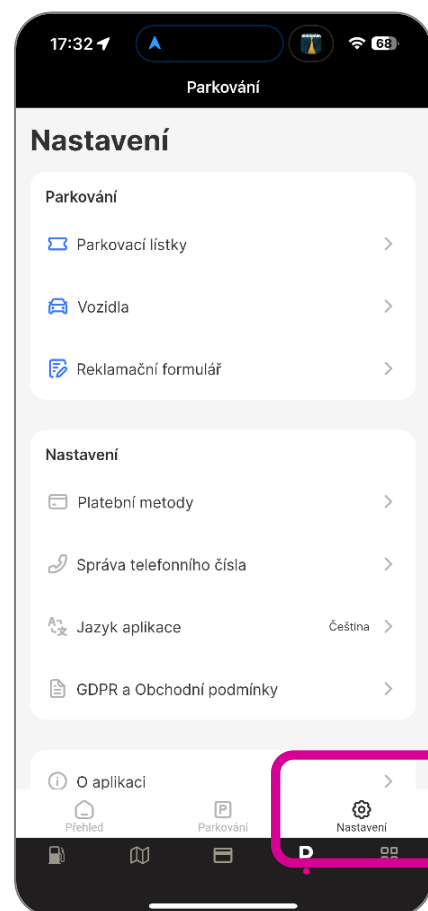 17:32
68
Parkování
Nastavení
Parkování
Parkovací lístky
Vozidla
Reklamační formulář
Nastavení
Platební metody
Správa telefonního čísla
Jazyk aplikace Čeština
GDPR a Obchodní podmínky
O aplikaci
Přehled P Parkování Nastavení
P